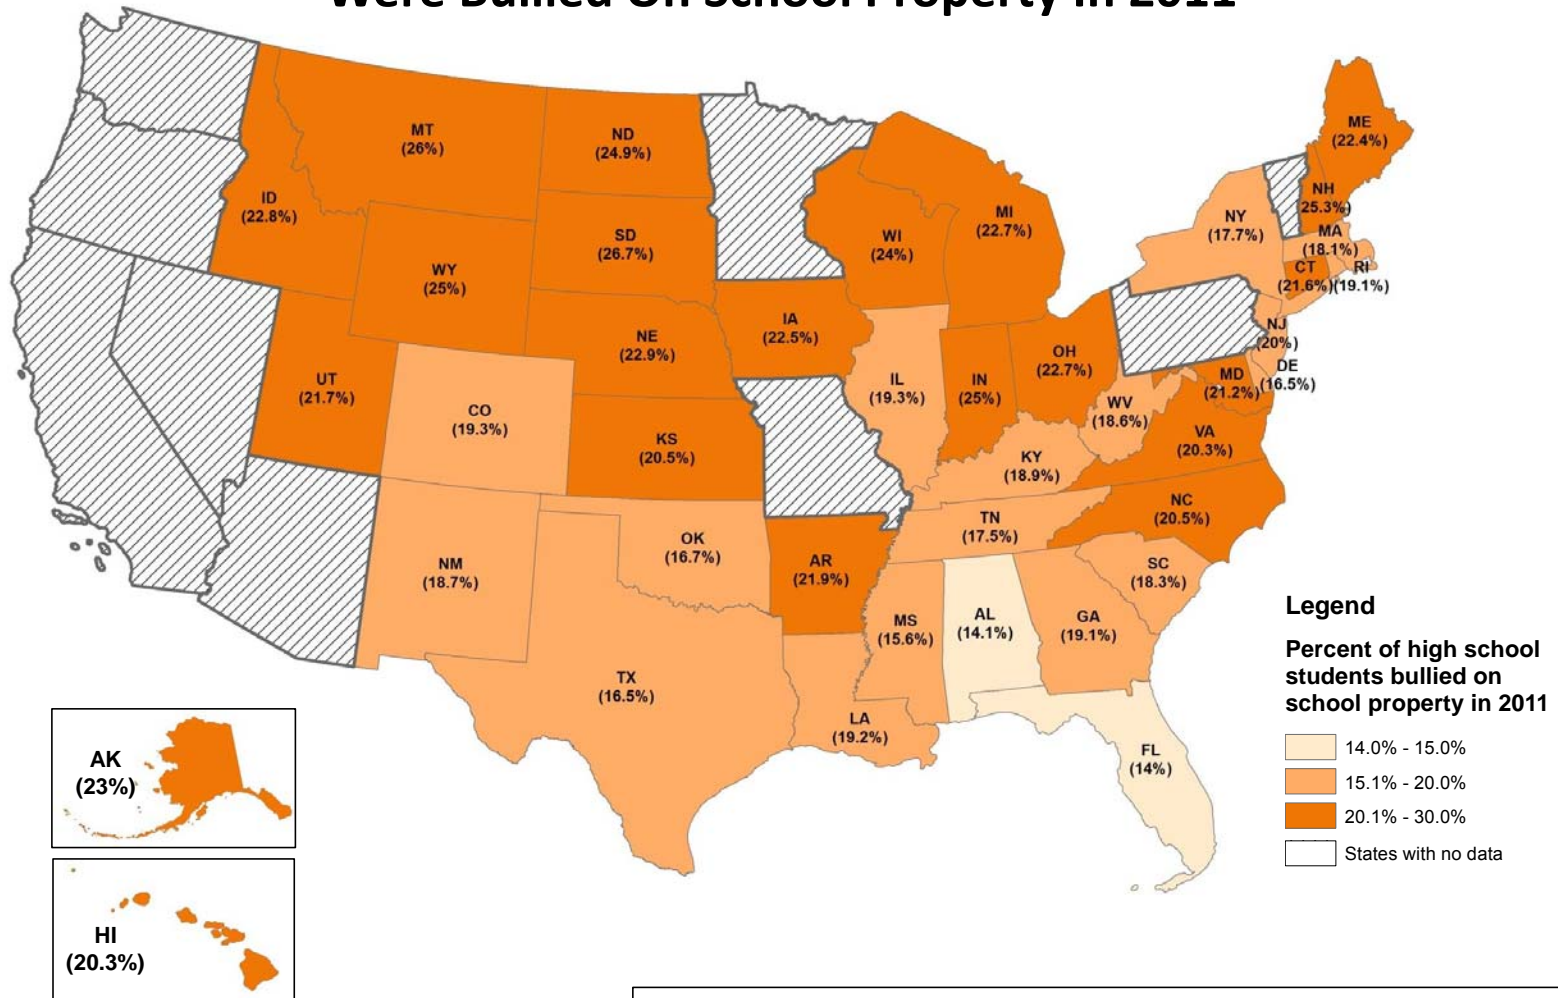 Were Bullied On School Property In 2011
MT
(26%)
ND
(24.9%)
ID
(22.8%)
SD
(26.7%)
WY
(25%)
WI
(24%)
MI
(22.7%)
NY
(17.7%)
ME
(22.4%)
NH
25.3%)
MA
(18.1%)
CT
(21.6%)
RI
(19.1%)
NJ
(20%)
DE
(16.5%)
MD
(21.2%)
IA
(22.5%)
NE
(22.9%)
UT
(21.7%)
CO
(19.3%)
KS
(20.5%)
IL
(19.3%)
IN
(25%)
OH
(22.7%)
WV
(18.6%)
VA
(20.3%)
KY
(18.9%)
NC
(20.5%)
TN
(17.5%)
SC
(18.3%)
NM
(18.7%)
OK
(16.7%)
AR
(21.9%)
MS
(15.6%)
AL
(14.1%)
GA
(19.1%)
TX
(16.5%)
LA
(19.2%)
FL
(14%)
AK
(23%)
HI
(20.3%)
Legend
Percent of high school
students bullied on
school property in 2011
14.0% - 15.0%
15.1% - 20.0%
20.1% - 30.0%
States with no data